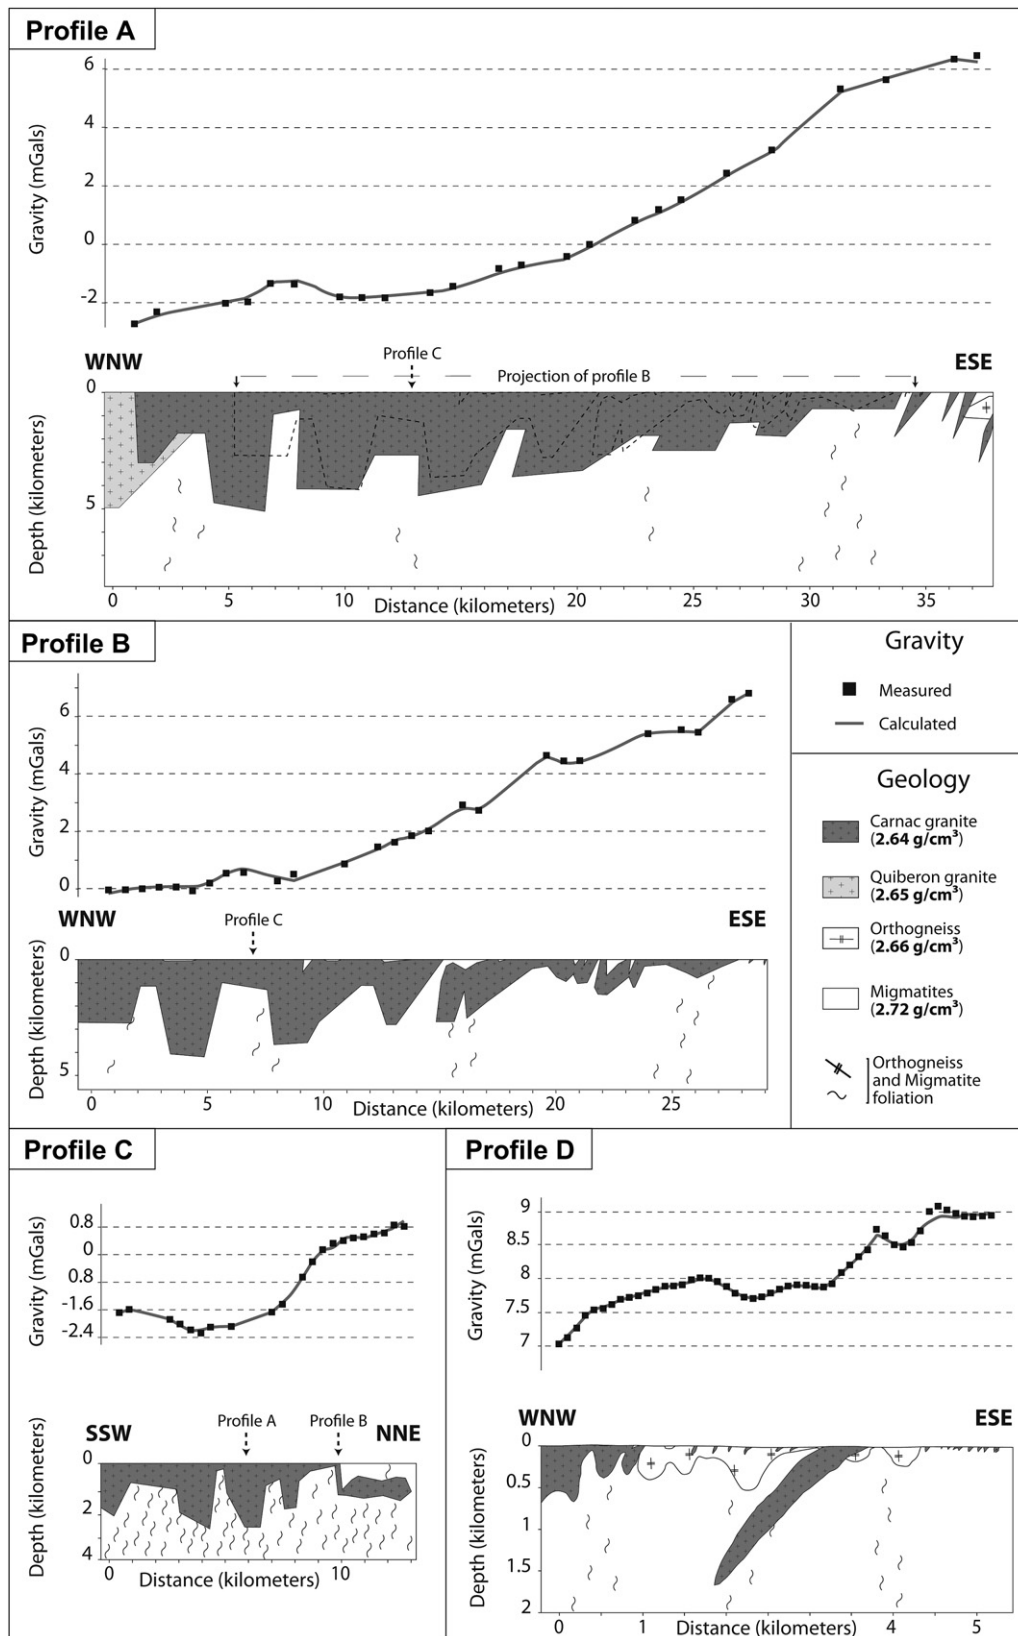 Profile A
6
4
2
0
-2
Gravity (mGals)
WNW
Profile C
Projection of profile B
ESE
0
5
Depth (kilometers)
0
5
10
20
25
30
35
Distance (kilometers)
Profile B
6
4
2
0
Gravity (mGals)
WNW
Profile C
ESE
0
5
Depth (kilometers)
0
5
10
20
25
Distance (kilometers)
Gravity
Measured
Calculated
Geology
Carnac granite
(2.64 g/cm³)
Quiberon granite
(2.65 g/cm³)
Orthogneiss
(2.66 g/cm³)
Migmatites
(2.72 g/cm³)
Orthogneiss
and Migmatite
foliation
Profile C
0.8
0
0.8
-1.6
-2.4
Gravity (mGals)
SSW
Profile A
Profile B
NNE
0
2
4
Depth (kilometers)
0
10
Distance (kilometers)
Profile D
9
8.5
8
7.5
7
Gravity (mGals)
WNW
ESE
0
0.5
1
1.5
2
Depth (kilometers)
0
1
4
5
Distance (kilometers)